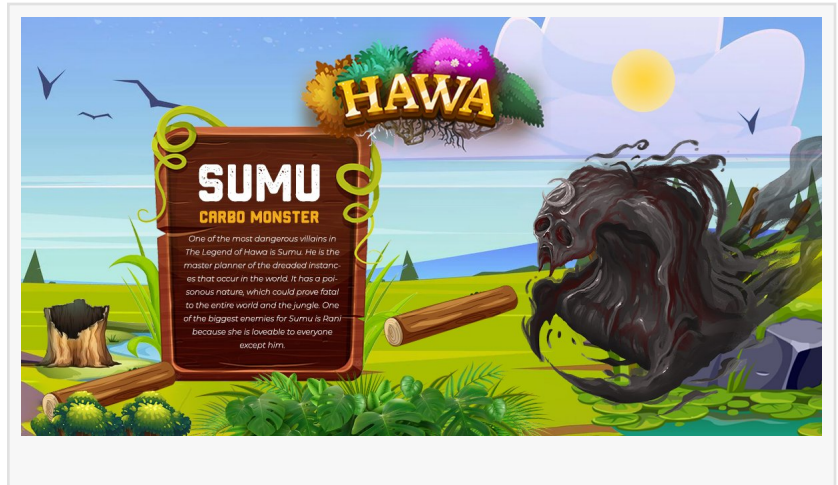 HAWA
SUMU
CARBO MONSTER
One of the most dangerous villains in
The Legend of Hawa is Sumu. He is the
master planner of the dreaded instanc-
es that occur in the world. It has a poi-
sonous nature, which could prove fatal
to the entire world and the jungle. One
of the biggest enemies for Sumu is Rani
because she is loveable to everyone
except him.